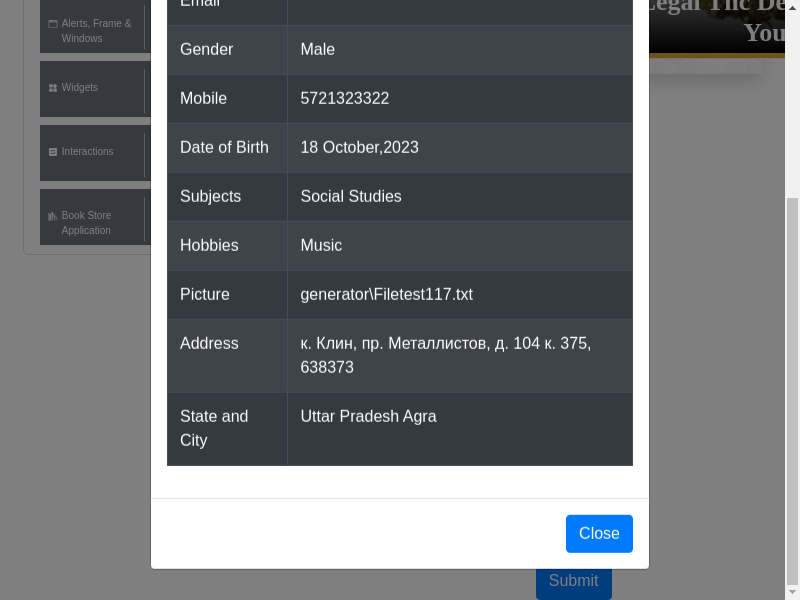 Email
Legal Thc De
You
Alerts, Frame &
Windows
Gender Male
Widgets
Mobile 5721323322
Interactions
Date of Birth 18 October,2023
Subjects Social Studies
Book Store
Application
Hobbies Music
Picture generator\Filetest117.txt
Address к. Клин, пр. Металлистов, д. 104 к. 375,
638373
State and Uttar Pradesh Agra
City
Close
Submit